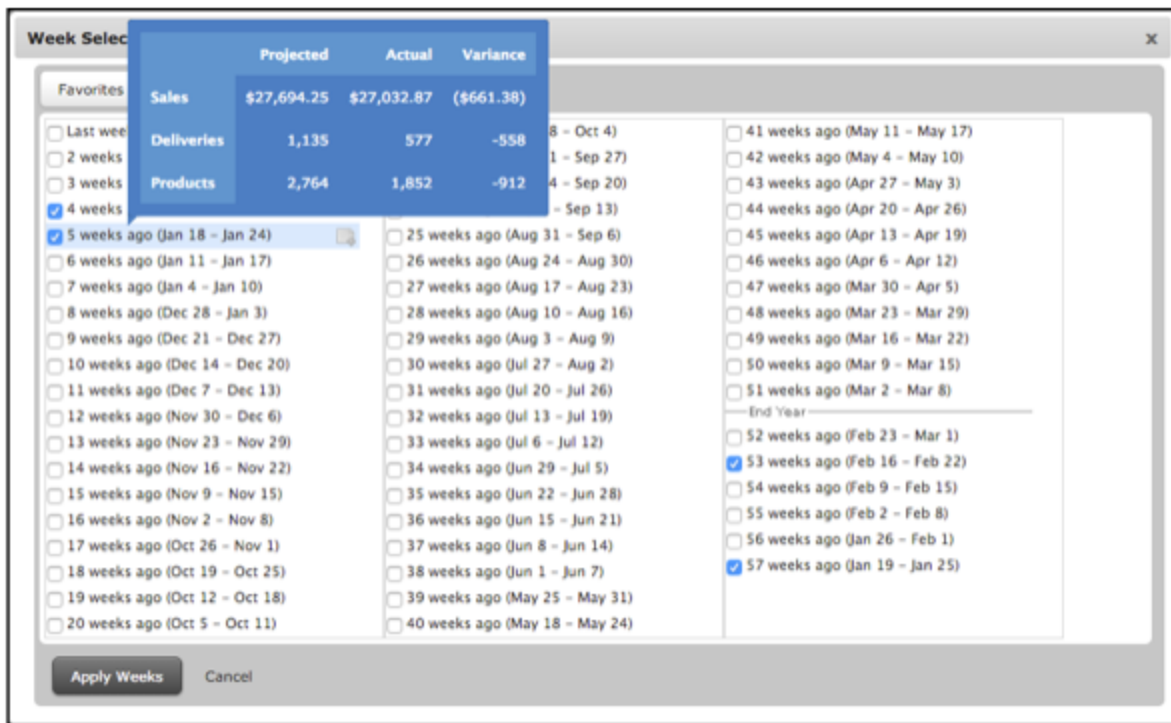 Week Selec
x
Projected Actual Variance
Sales $27,694.25 $27,032.87 ($661.38)
Deliveries 1,135 577 -558
Products 2,764 1,852 -912
Favorites
Last wee
2 weeks
3 weeks
4 weeks
5 weeks ago (Jan 18 – Jan 24)
6 weeks ago (Jan 11 – Jan 17)
7 weeks ago (Jan 4 – Jan 10)
8 weeks ago (Dec 28 – Jan 3)
9 weeks ago (Dec 21 – Dec 27)
10 weeks ago (Dec 14 – Dec 20)
11 weeks ago (Dec 7 – Dec 13)
12 weeks ago (Nov 30 – Dec 6)
13 weeks ago (Nov 23 – Nov 29)
14 weeks ago (Nov 16 – Nov 22)
15 weeks ago (Nov 9 – Nov 15)
16 weeks ago (Nov 2 – Nov 8)
17 weeks ago (Oct 26 – Nov 1)
18 weeks ago (Oct 19 – Oct 25)
19 weeks ago (Oct 12 – Oct 18)
20 weeks ago (Oct 5 – Oct 11)
8 – Oct 4)
1 – Sep 27)
4 – Sep 20)
– Sep 13)
25 weeks ago (Aug 31 – Sep 6)
26 weeks ago (Aug 24 – Aug 30)
27 weeks ago (Aug 17 – Aug 23)
28 weeks ago (Aug 10 – Aug 16)
29 weeks ago (Aug 3 – Aug 9)
30 weeks ago (Jul 27 – Aug 2)
31 weeks ago (Jul 20 – Jul 26)
32 weeks ago (Jul 13 – Jul 19)
33 weeks ago (Jul 6 – Jul 12)
34 weeks ago (Jun 29 – Jul 5)
35 weeks ago (Jun 22 – Jun 28)
36 weeks ago (Jun 15 – Jun 21)
37 weeks ago (Jun 8 – Jun 14)
38 weeks ago (Jun 1 – Jun 7)
39 weeks ago (May 25 – May 31)
40 weeks ago (May 18 – May 24)
41 weeks ago (May 11 – May 17)
42 weeks ago (May 4 – May 10)
43 weeks ago (Apr 27 – May 3)
44 weeks ago (Apr 20 – Apr 26)
45 weeks ago (Apr 13 – Apr 19)
46 weeks ago (Apr 6 – Apr 12)
47 weeks ago (Mar 30 – Apr 5)
48 weeks ago (Mar 23 – Mar 29)
49 weeks ago (Mar 16 – Mar 22)
50 weeks ago (Mar 9 – Mar 15)
51 weeks ago (Mar 2 – Mar 8)
End Year
52 weeks ago (Feb 23 – Mar 1)
53 weeks ago (Feb 16 – Feb 22)
54 weeks ago (Feb 9 – Feb 15)
55 weeks ago (Feb 2 – Feb 8)
56 weeks ago (Jan 26 – Feb 1)
57 weeks ago (Jan 19 – Jan 25)
Apply Weeks
Cancel